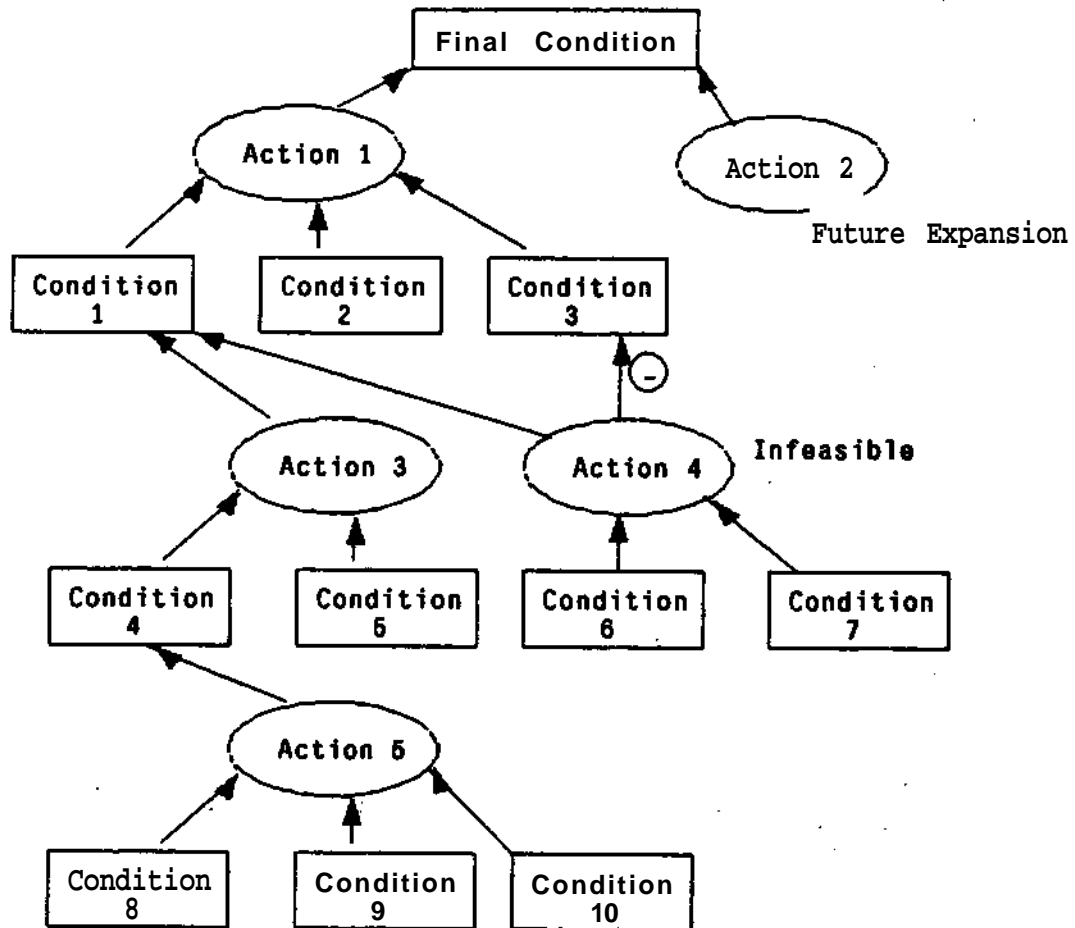 Final Condition
Action 1
Action 2
Future Expansion
Condition
1
Condition
2
Condition
3
-
Action 3
Action 4
Infeasible
Condition
4
Condition
5
Condition
6
Condition
7
Action 5
Condition
8
Condition
9
Condition
10